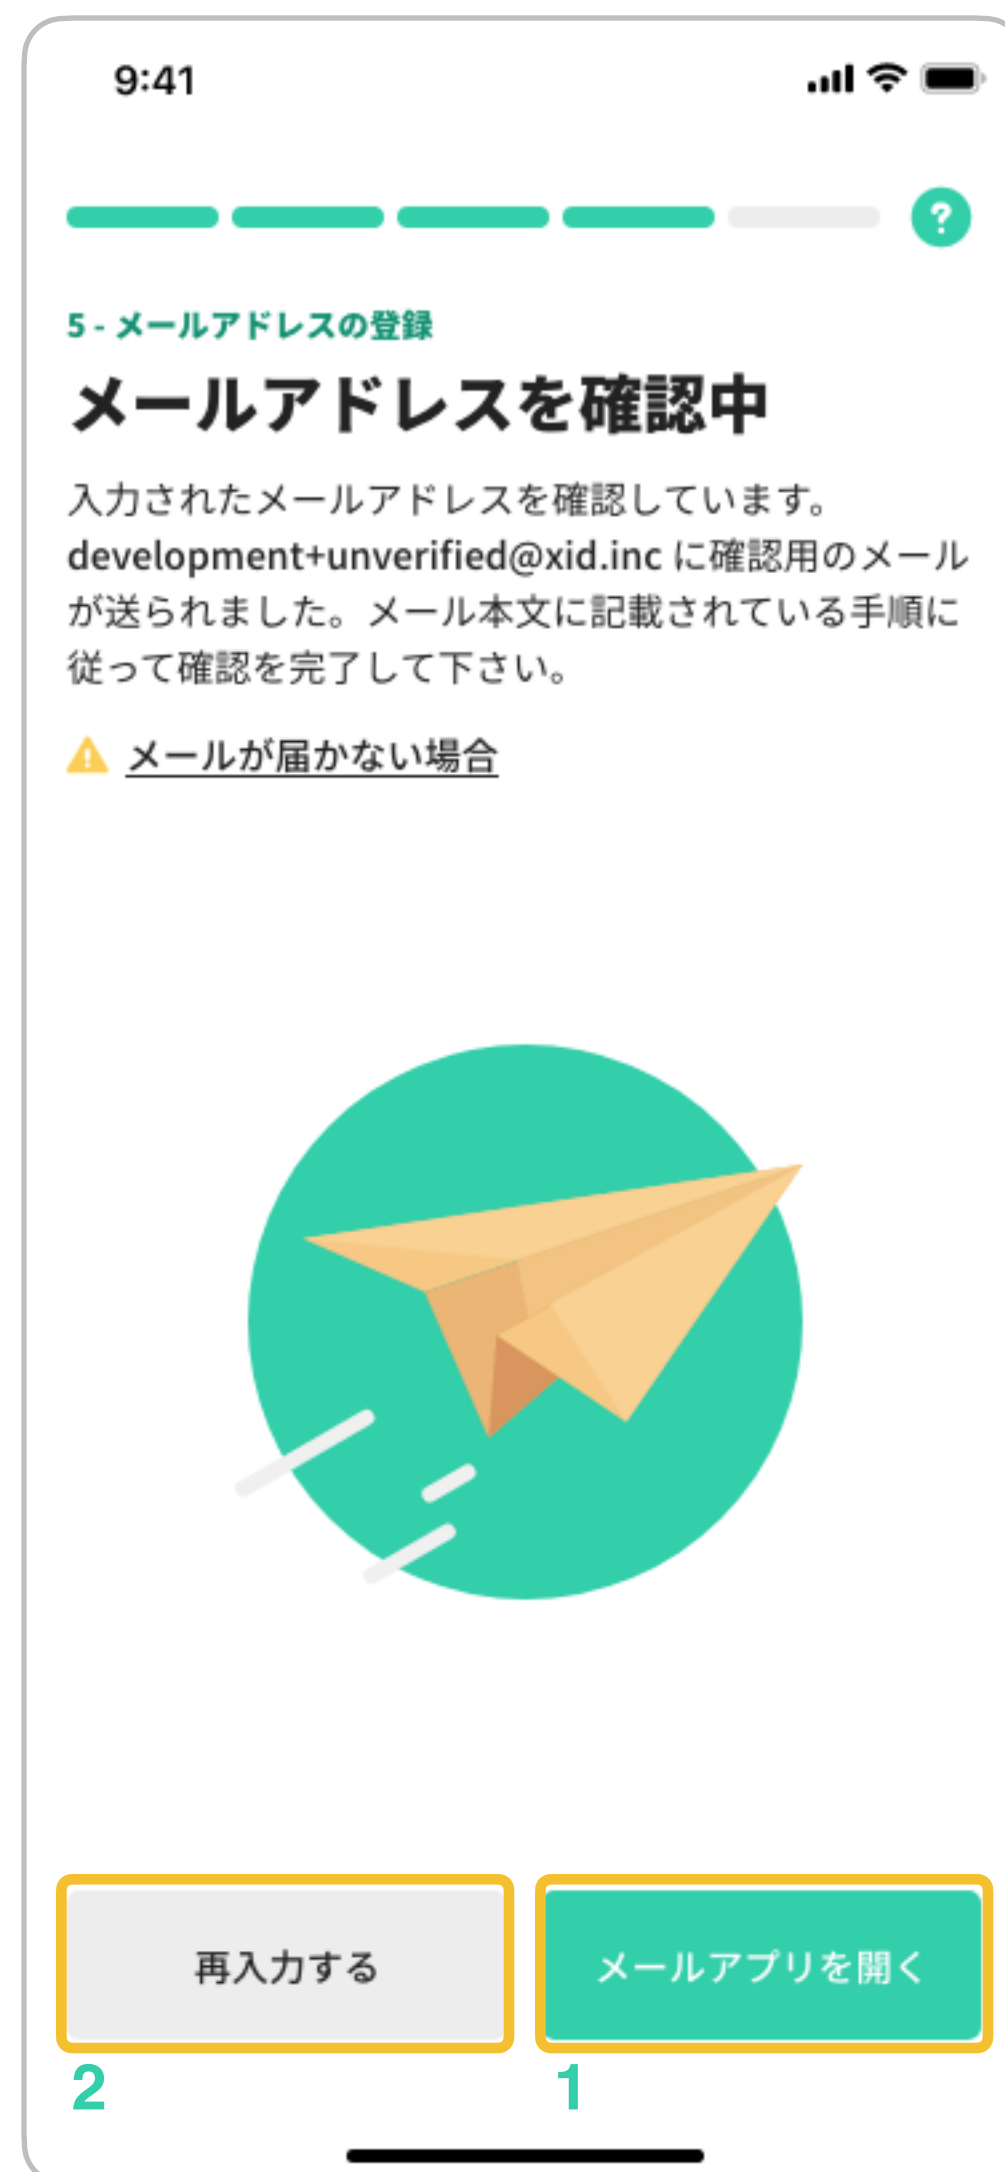 9:41
?
5 - メールアドレスの登録
メールアドレスを確認中
入力されたメールアドレスを確認しています。
development+unverified@xid.inc に確認用のメール
が送られました。メール本文に記載されている手順に
従って確認を完了して下さい。
メールが届かない場合
再入力する
メールアプリを開く
2
1